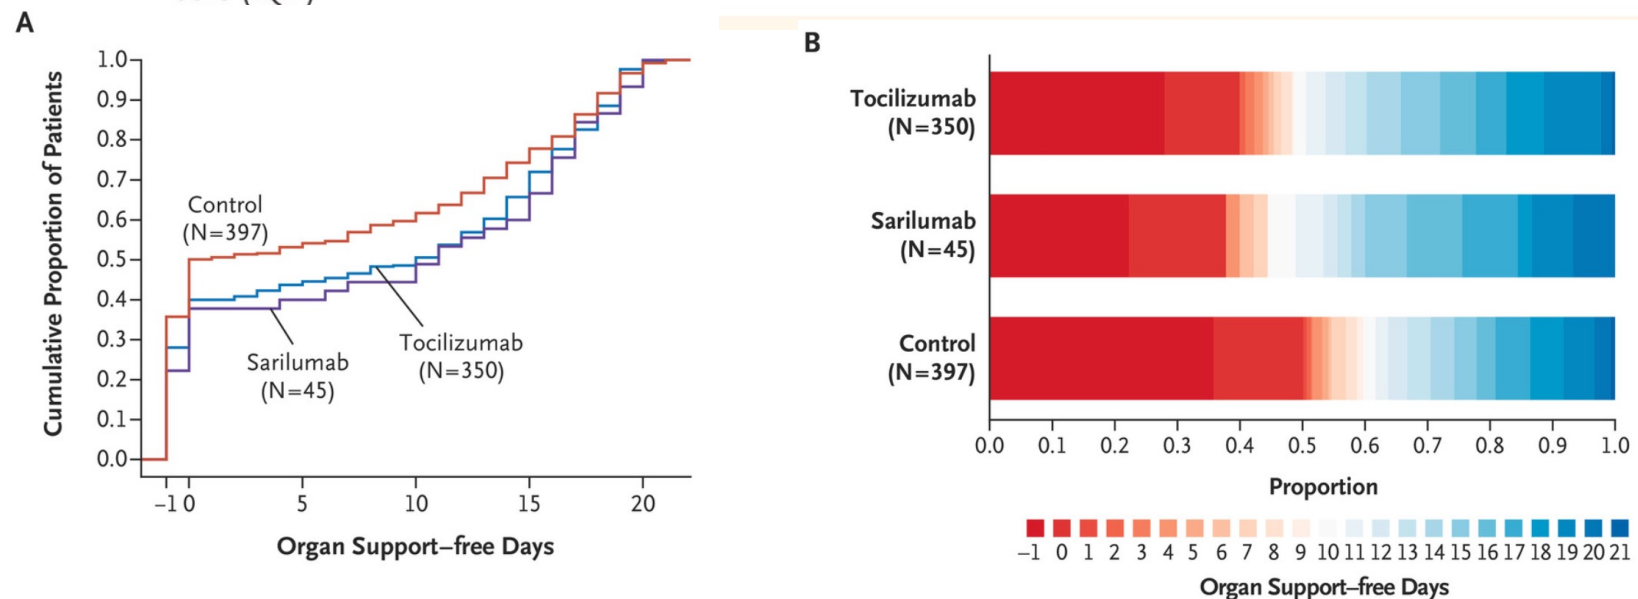 A
Cumulative Proportion of Patients
1.0
0.9
0.8
0.7
0.6
0.5
0.4
0.3
0.2
0.1
0.0
Control
(N=397)
Sarilumab
(N=45)
Tocilizumab
(N=350)
−1 0 5 10 15 20
Organ Support–free Days
B
Tocilizumab
(N=350)
Sarilumab
(N=45)
Control
(N=397)
0.0 0.1 0.2 0.3 0.4 0.5 0.6 0.7 0.8 0.9 1.0
Proportion
−1 0 1 2 3 4 5 6 7 8 9 10 11 12 13 14 15 16 17 18 19 20 21
Organ Support–free Days